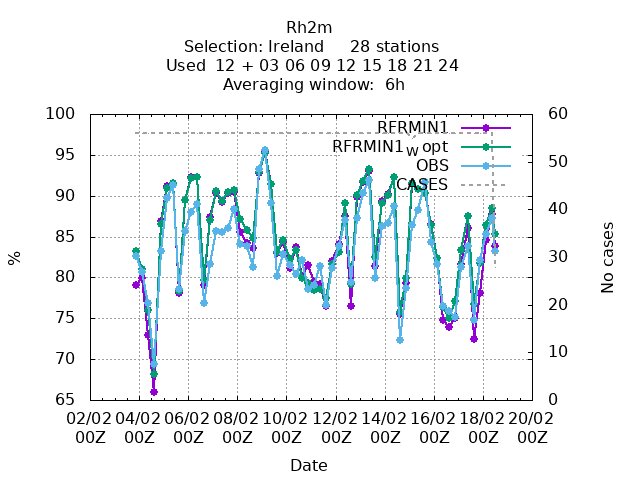 Rh2m
Selection: Ireland 28 stations
Used 12 + 03 06 09 12 15 18 21 24
Averaging window: 6h
100
95
90
85
80
75
70
65
%
60
50
40
30
20
10
0
No cases
RFRMIN1
RFRMIN1w opt
OBS
CASES
02/02 04/02 06/02 08/02 10/02 12/02 14/02 16/02 18/02 20/02
00Z 00Z 00Z 00Z 00Z 00Z 00Z 00Z 00Z 00Z
Date